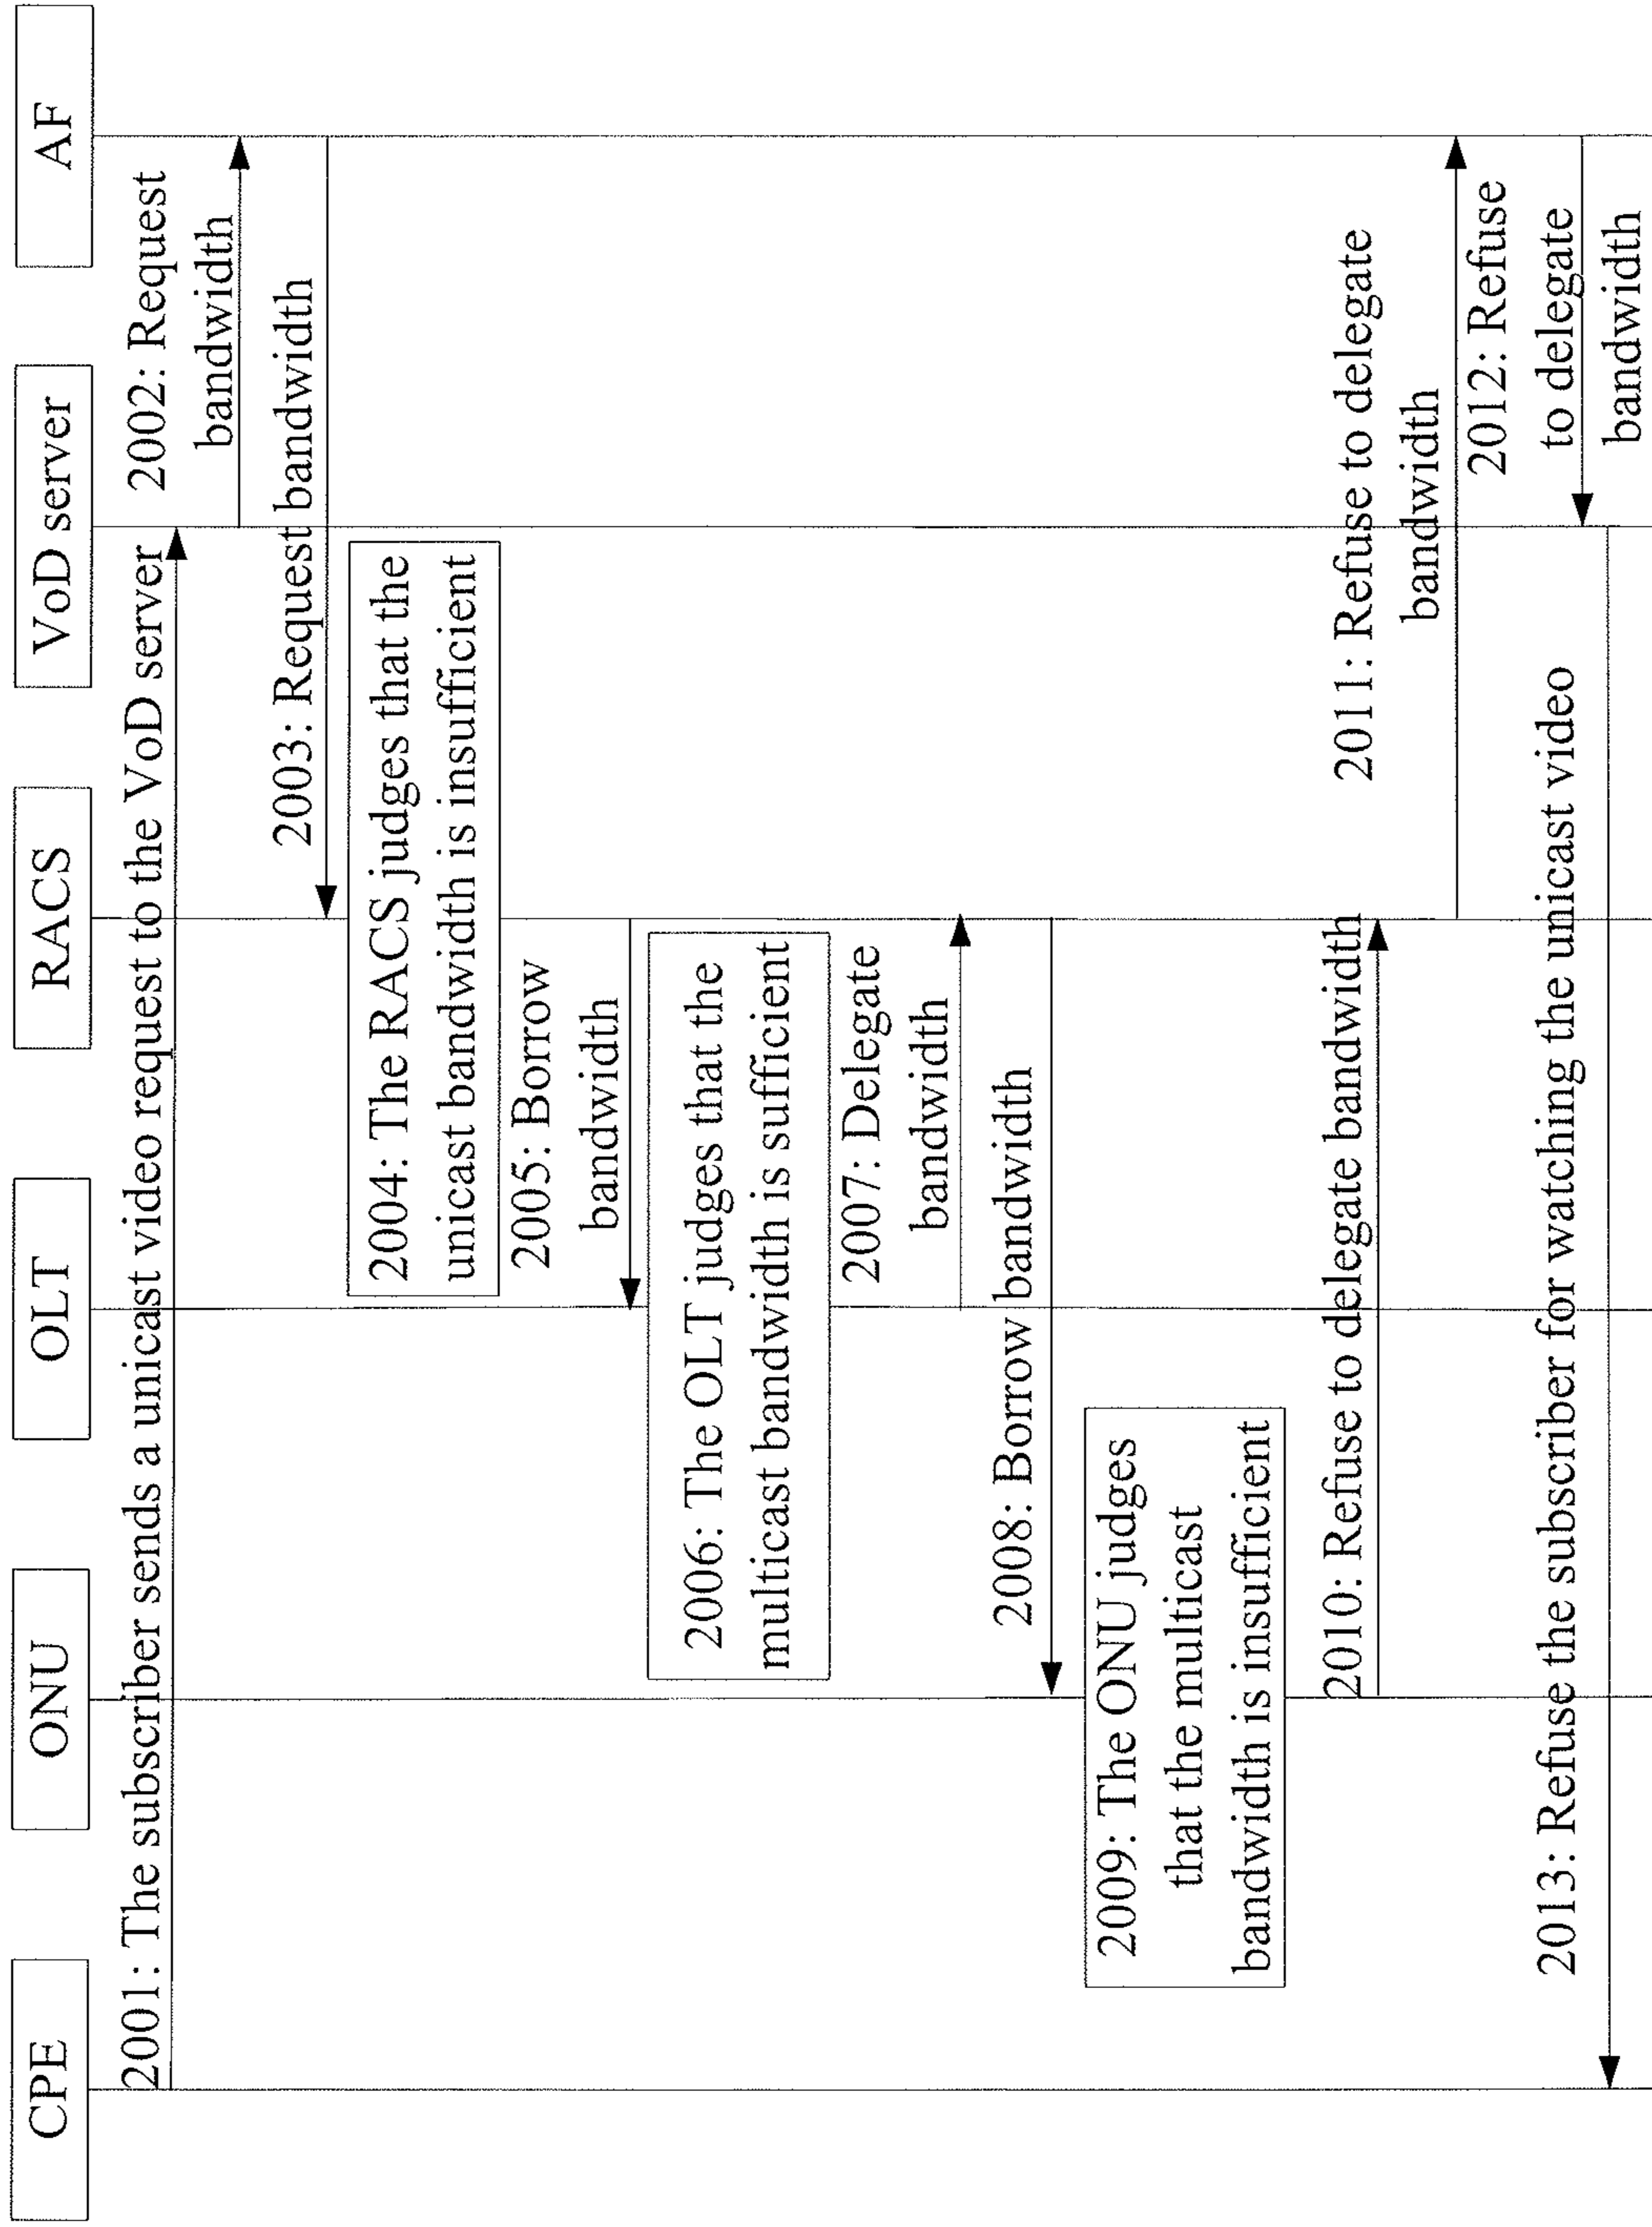 CPE
ONU
OLT
RACS
VoD server
AF
2001: The subscriber sends a unicast video request to the VoD server
2002: Request
bandwidth
2003: Request bandwidth
2004: The RACS judges that the
unicast bandwidth is insufficient
2005: Borrow
bandwidth
2006: The OLT judges that the
multicast bandwidth is sufficient
2007: Delegate
bandwidth
2008: Borrow bandwidth
2009: The ONU judges
that the multicast
bandwidth is insufficient
2010: Refuse to delegate bandwidth
2011: Refuse to delegate
bandwidth
2012: Refuse
to delegate
bandwidth
2013: Refuse the subscriber for watching the unicast video